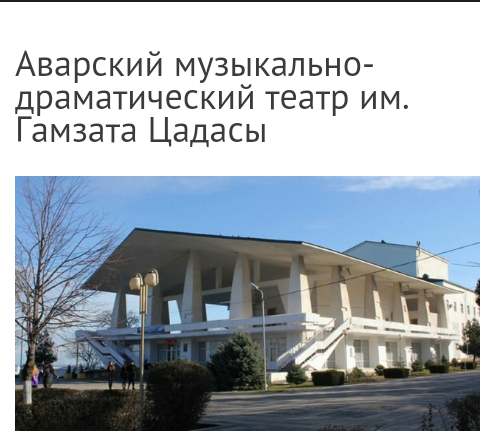 Аварский музыкально-
драматический театр им.
Гамзата Цадасы